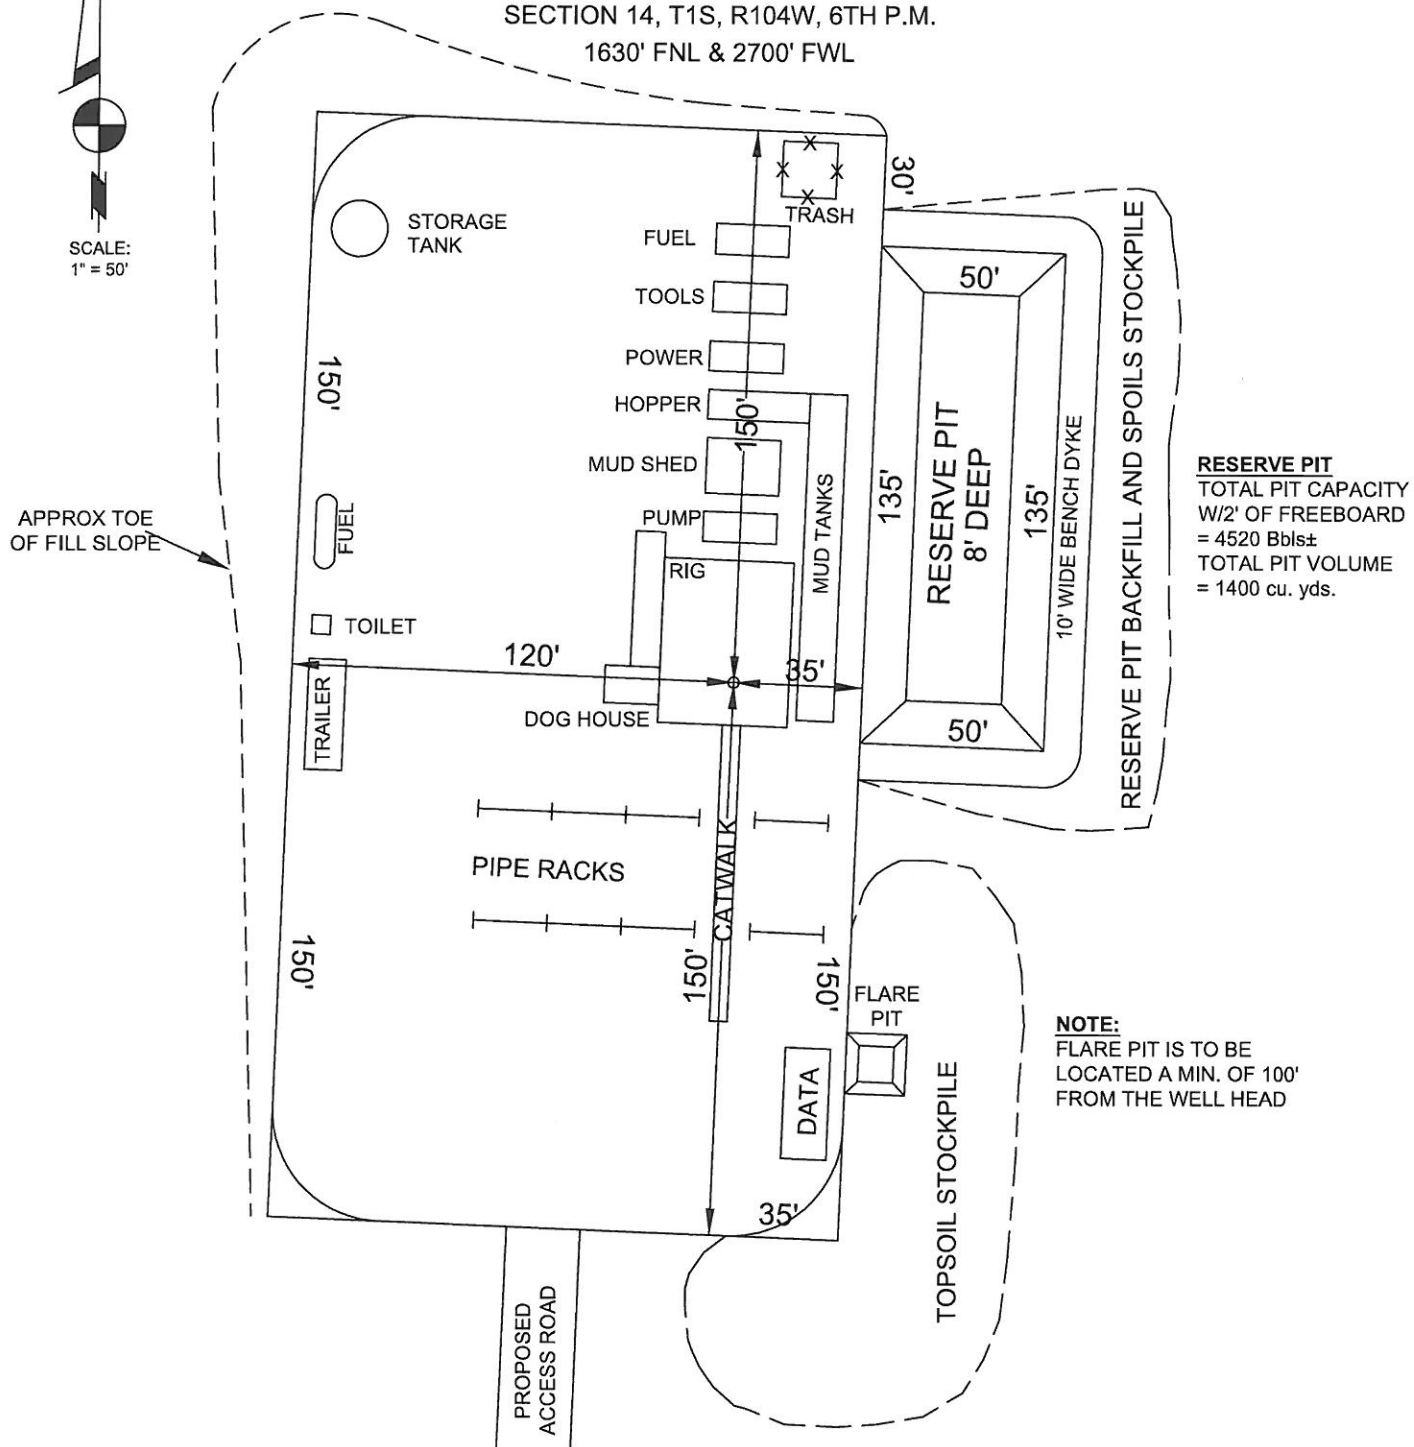 SECTION 14, T1S, R104W, 6TH P.M.
1630' FNL & 2700' FWL
SCALE:
1" = 50'
30'
TRASH
STORAGE
TANK
FUEL
TOOLS
POWER
HOPPER
MUD SHED
PUMP
RIG
MUD TANKS
150'
150'
FUEL
TOILET
TRAILER
120'
35'
DOG HOUSE
APPROX TOE
OF FILL SLOPE
50'
135'
RESERVE PIT
8' DEEP
135'
50'
10' WIDE BENCH DYKE
RESERVE PIT BACKFILL AND SPOILS STOCKPILE
RESERVE PIT
TOTAL PIT CAPACITY
W/2' OF FREEBOARD
= 4520 Bbls±
TOTAL PIT VOLUME
= 1400 cu. yds.
PIPE RACKS
CATWALK
150'
150'
150'
FLARE
PIT
DATA
35'
TOPSOIL STOCKPILE
NOTE:
FLARE PIT IS TO BE
LOCATED A MIN. OF 100'
FROM THE WELL HEAD
PROPOSED
ACCESS ROAD